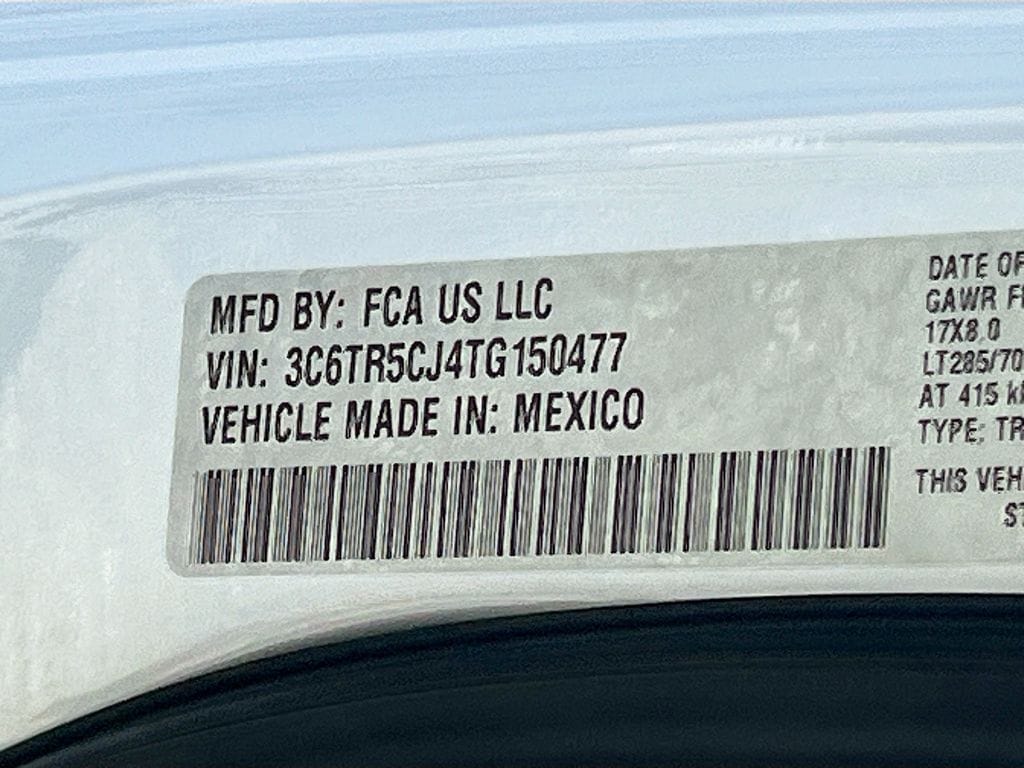 MFD BY: FCA US LLC
VIN: 3C6TR5CJ4TG150477
VEHICLE MADE IN: MEXICO
DATE OF
GAWR
17X8.0
LT285/70
AT 415
TYPE:
THIS